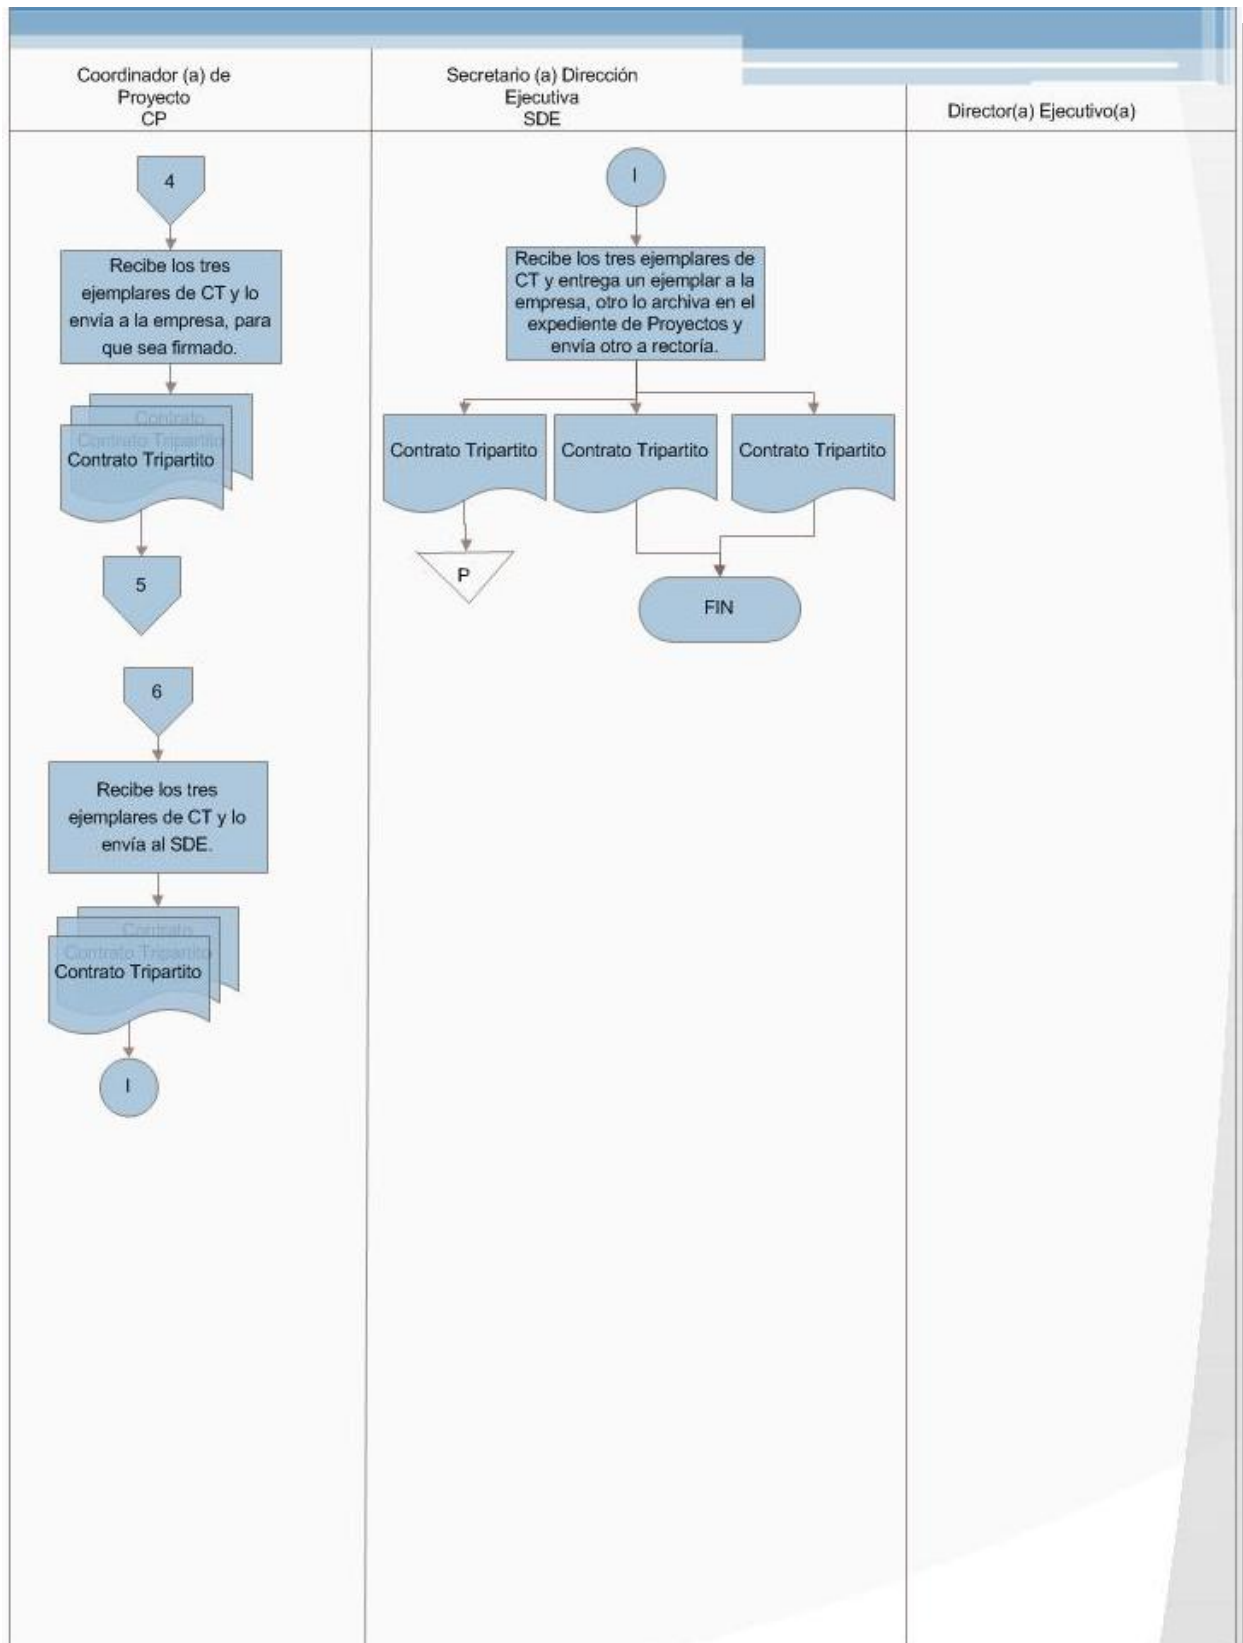 Coordinador (a) de
Proyecto
CP
Secretario (a) Dirección
Ejecutiva
SDE
Director(a) Ejecutivo(a)
4
Recibe los tres
ejemplares de CT y lo
envía a la empresa, para
que sea firmado.
Contrato
Contrato Tripartito
Contrato Tripartito
5
6
Recibe los tres
ejemplares de CT y lo
envía al SDE.
Contrato
Contrato Tripartito
Contrato Tripartito
I
I
Recibe los tres ejemplares de
CT y entrega un ejemplar a la
empresa, otro lo archiva en el
expediente de Proyectos y
envía otro a rectoría.
Contrato Tripartito
Contrato Tripartito
Contrato Tripartito
P
FIN